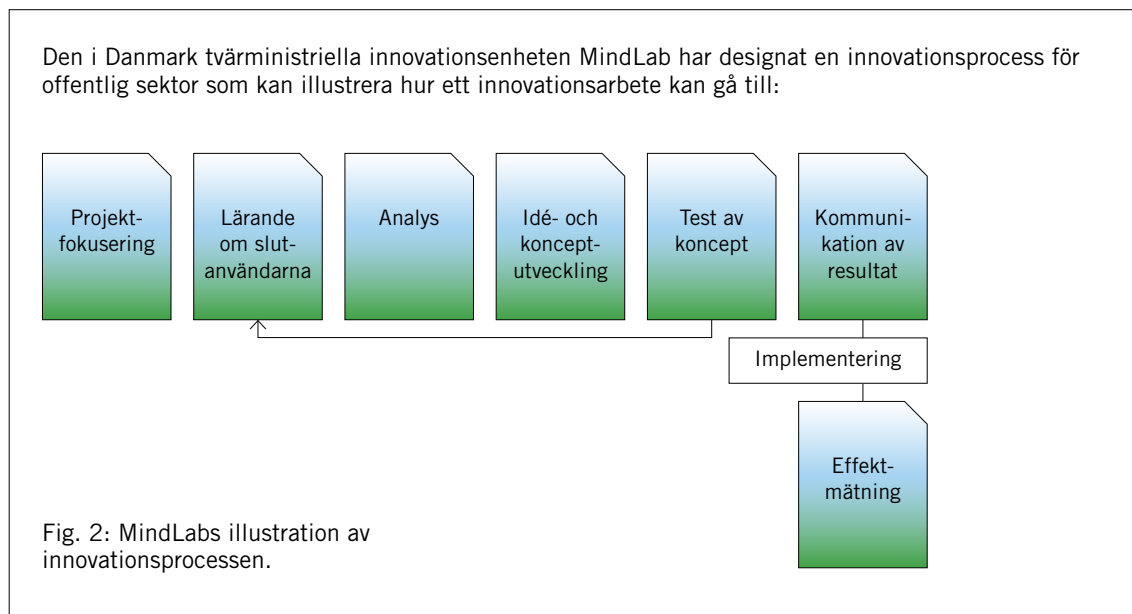 Den i Danmark tvärministriella innovationsenheten MindLab har designat en innovationsprocess för
offentlig sektor som kan illustrera hur ett innovationsarbete kan gå till:
Projekt-
fokusering
Lärande
om slut-
användarna
Analys
Idé- och
koncept-
utveckling
Test av
koncept
Kommuni-
kation av
resultat
Implementering
Effekt-
mätning
Fig. 2: MindLabs illustration av
innovationsprocessen.